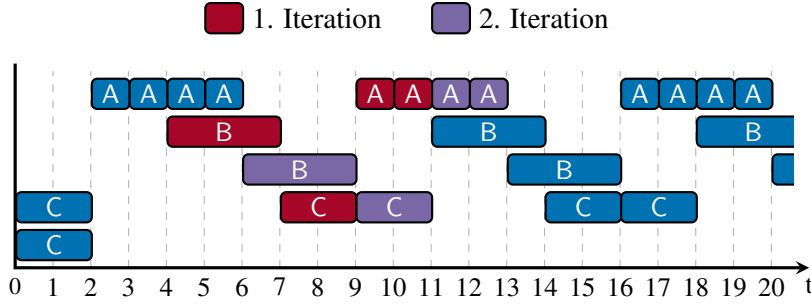 1. Iteration 2. Iteration
A A A A A A A A A A A A
B B B
B B
C C C C C
C
0 1 2 3 4 5 6 7 8 9 10 11 12 13 14 15 16 17 18 19 20 t